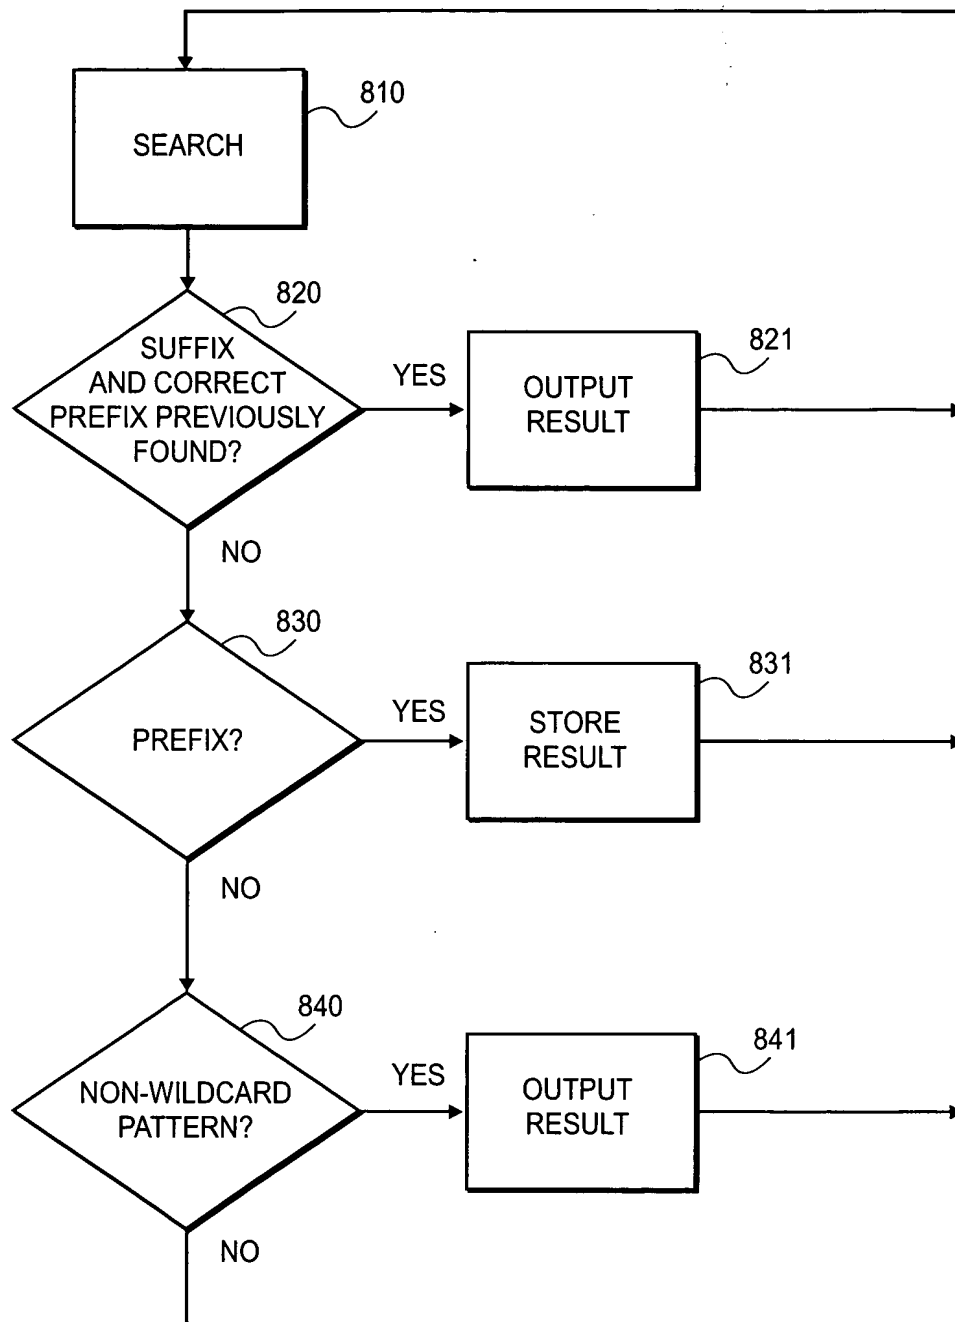 810
SEARCH
820
SUFFIX
AND CORRECT
PREFIX PREVIOUSLY
FOUND?
YES
821
OUTPUT
RESULT
NO
830
PREFIX?
YES
831
STORE
RESULT
NO
840
NON-WILDCARD
PATTERN?
YES
841
OUTPUT
RESULT
NO